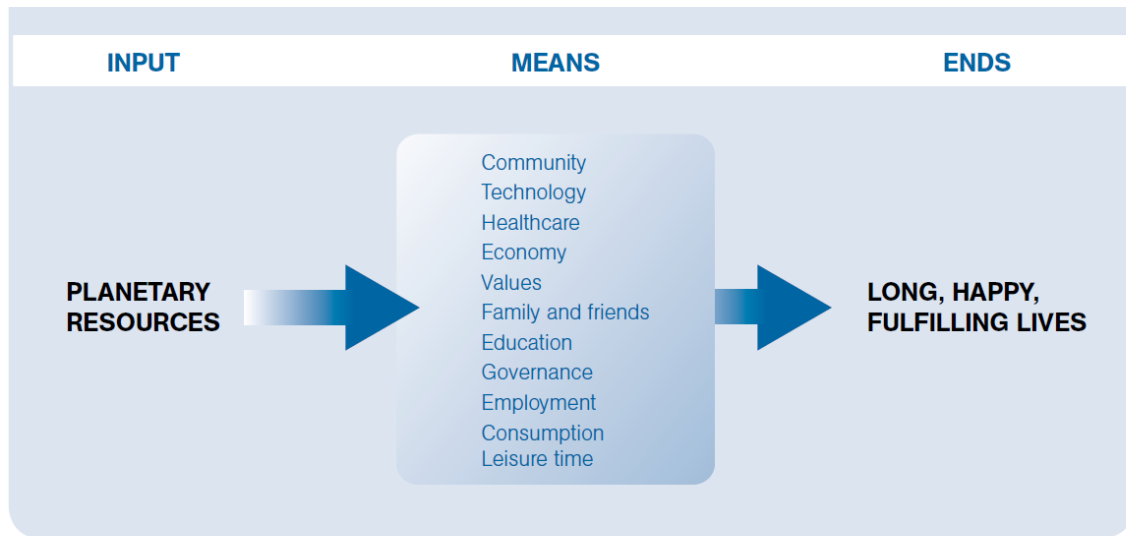 INPUT
MEANS
ENDS
PLANETARY
RESOURCES
Community
Technology
Healthcare
Economy
Values
Family and friends
Education
Governance
Employment
Consumption
Leisure time
LONG, HAPPY,
FULFILLING LIVES